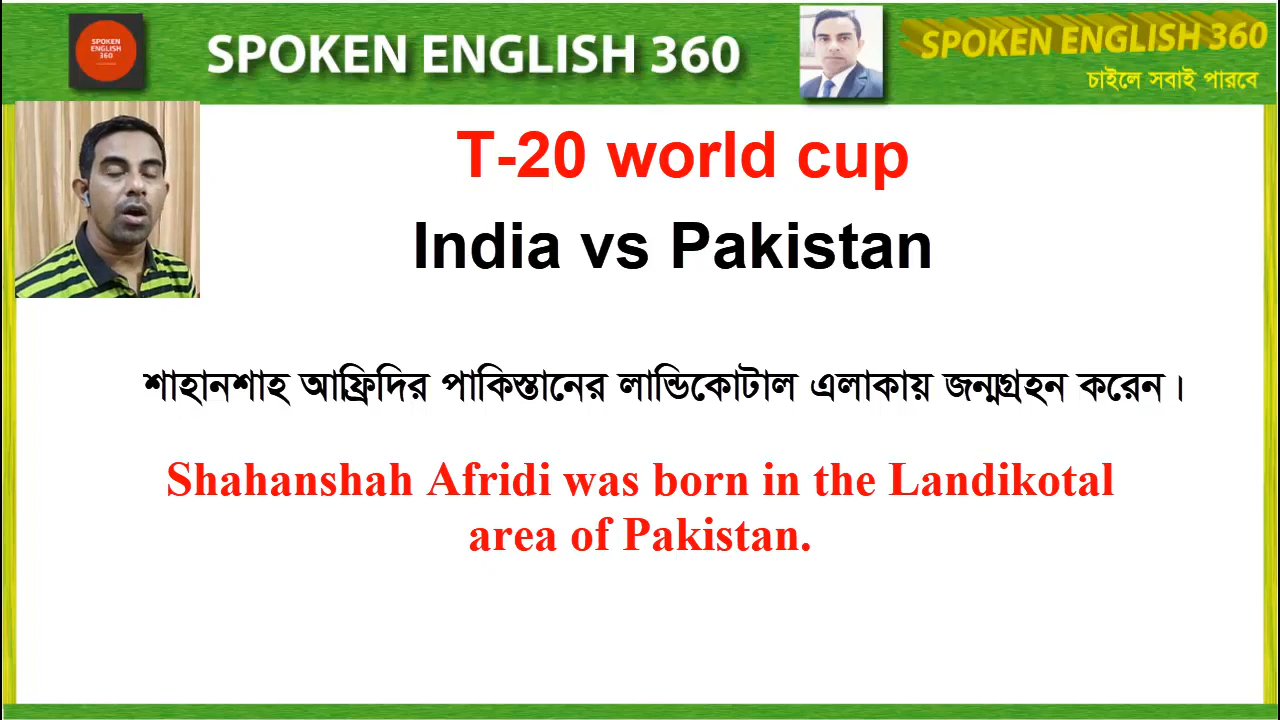 SPOKEN
ENGLISH
360
SPOKEN ENGLISH 360
SPOKEN ENGLISH 360
চাইলে সবাই পারবে
T-20 world cup
India vs Pakistan
শাহানশাহ আফ্রিদির পাকিস্তানের লান্ডিকোটাল এলাকায় জন্মগ্রহন করেন।
Shahanshah Afridi was born in the Landikotal
area of Pakistan.